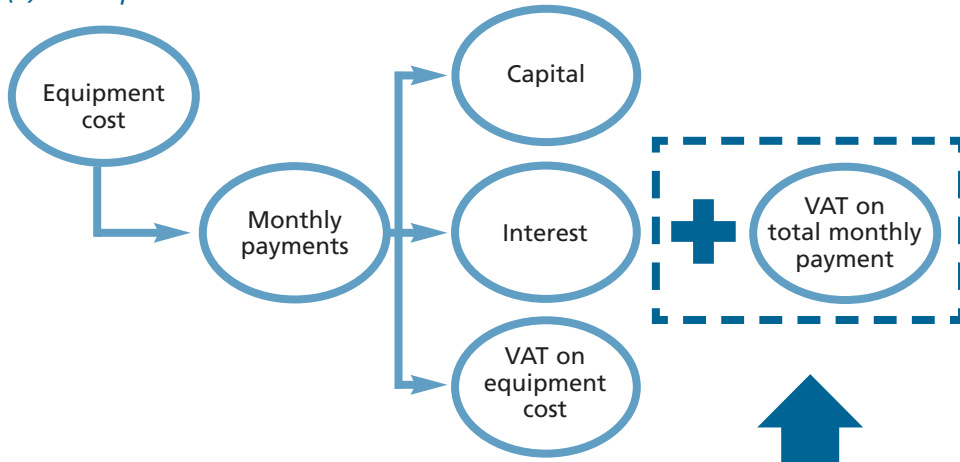 Equipment
cost
Monthly
payments
Capital
Interest
VAT on
equipment
cost
VAT on
total monthly
payment